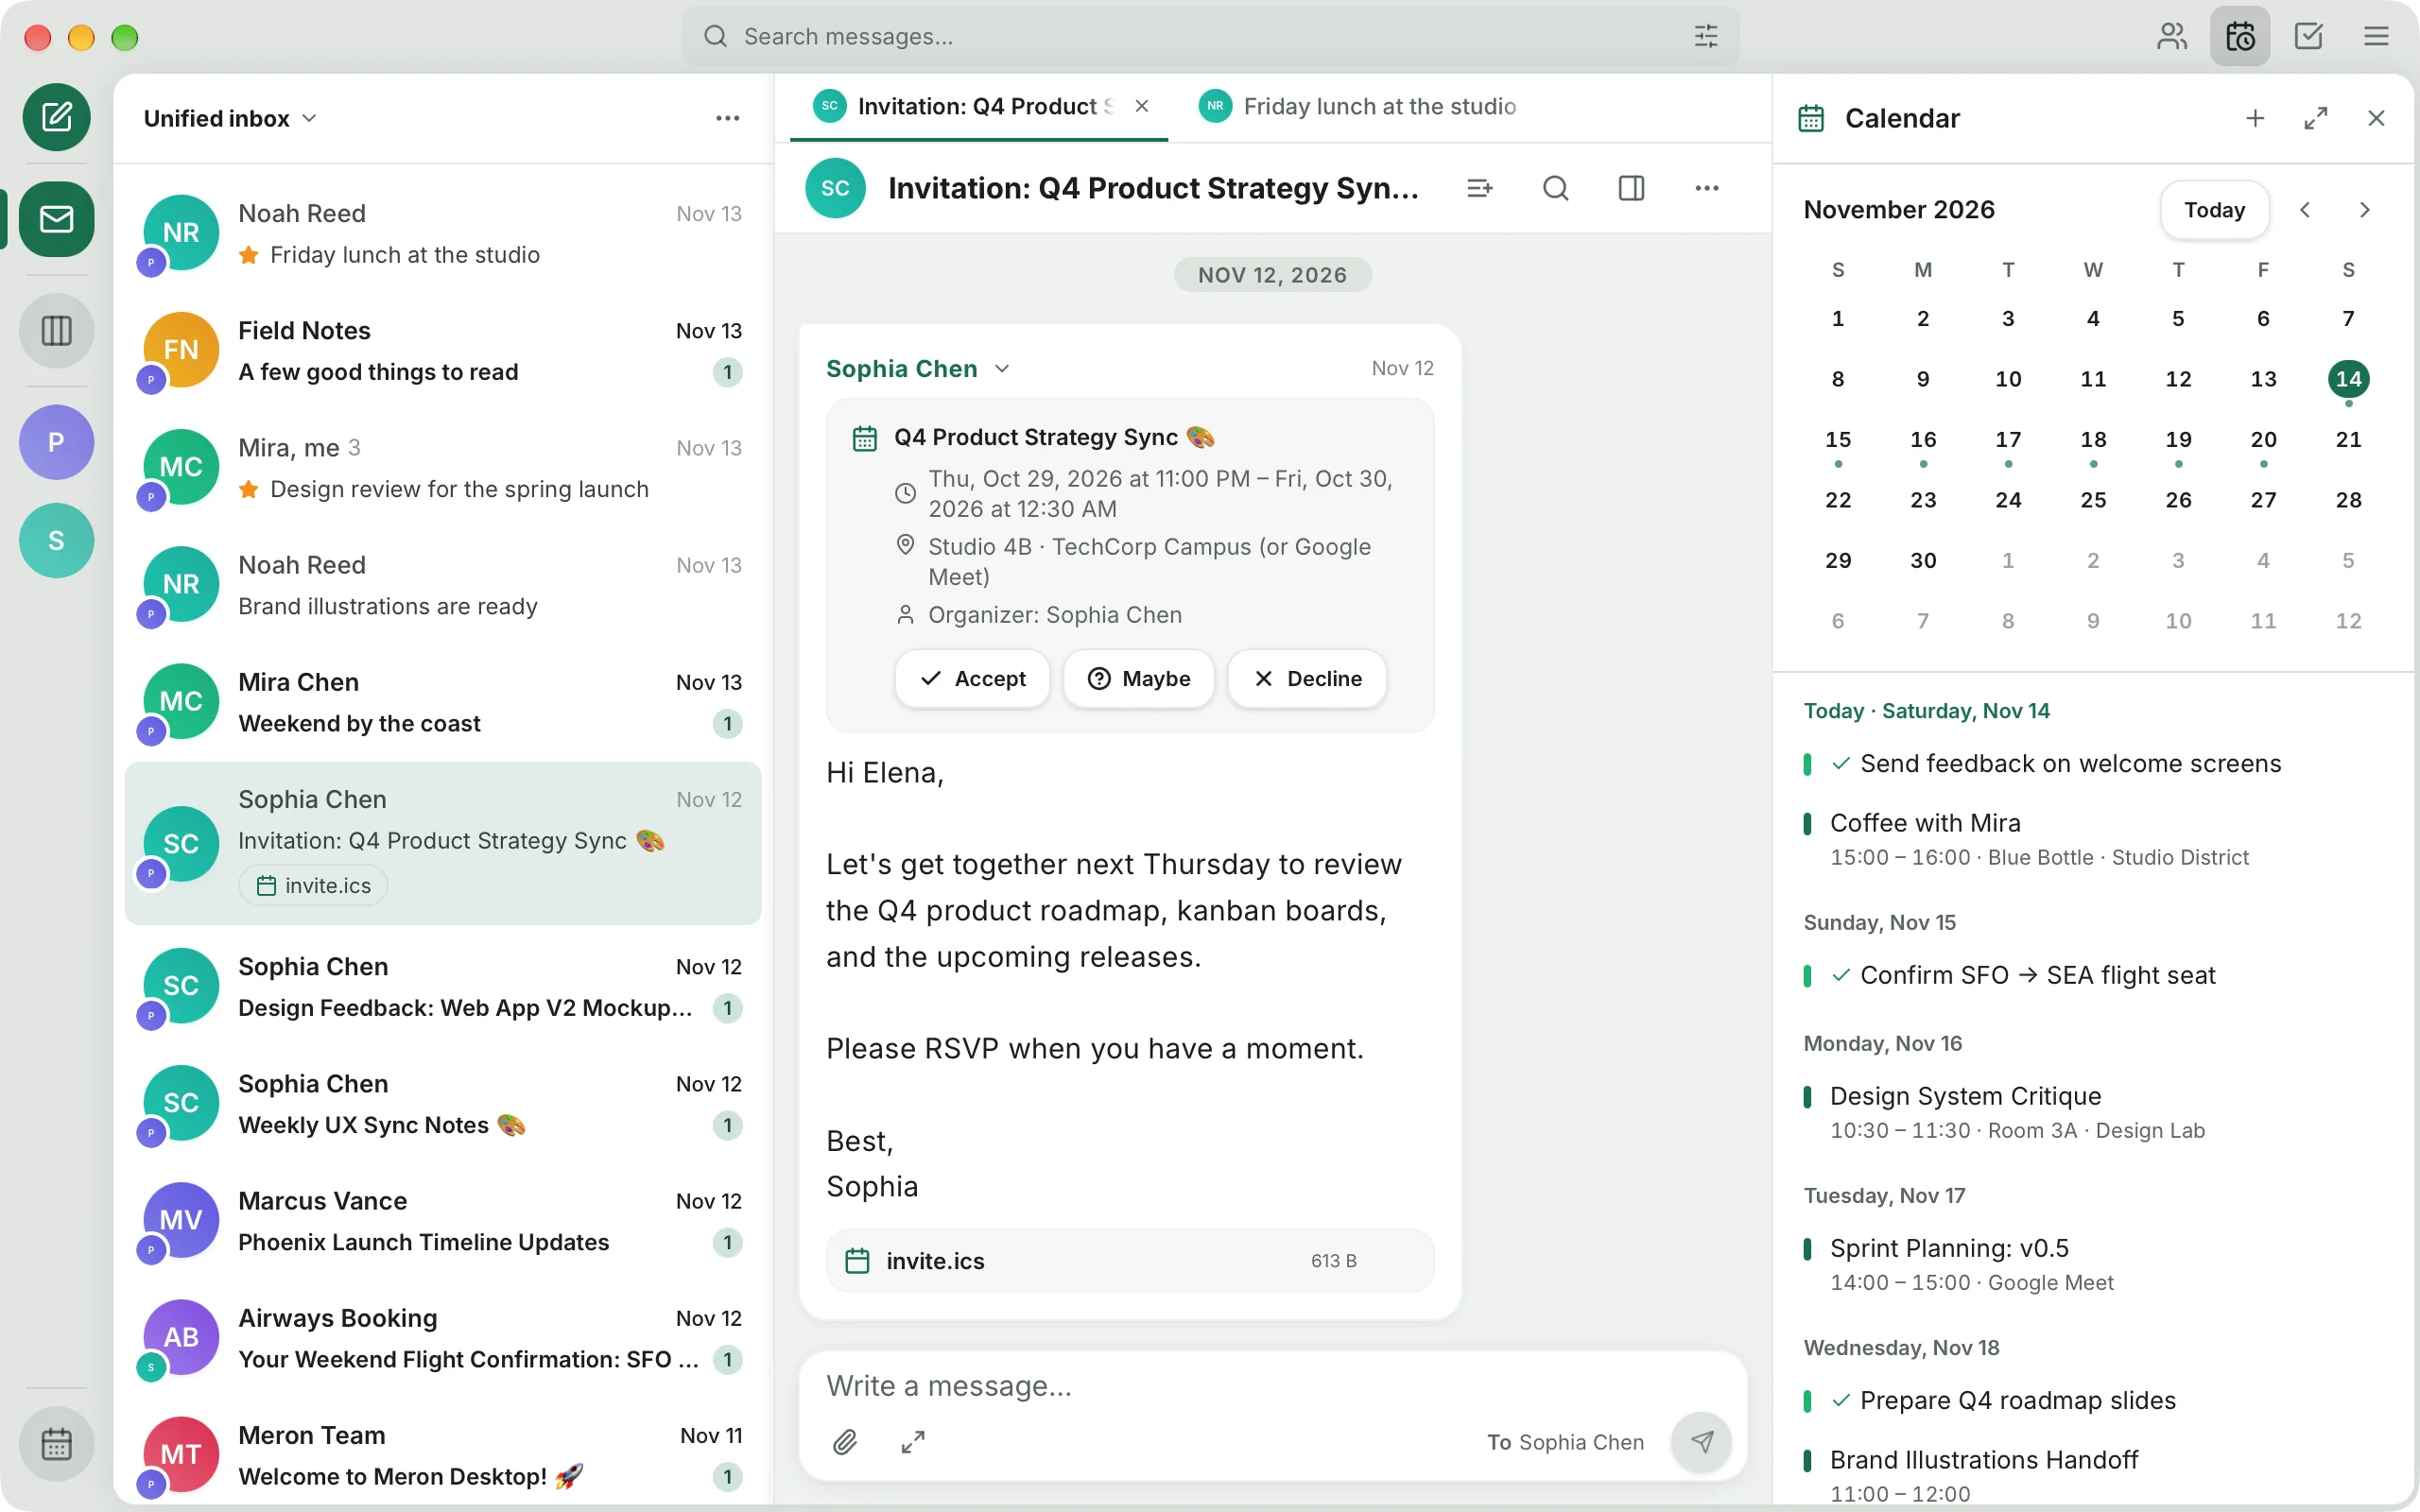 Search messages...
P
S
Unified inbox
NR
P
Noah Reed
Nov 13
Friday lunch at the studio
FN
P
Field Notes
Nov 13
A few good things to read
1
MC
P
Mira, me 3
Nov 13
Design review for the spring launch
NR
P
Noah Reed
Nov 13
Brand illustrations are ready
MC
P
Mira Chen
Nov 13
Weekend by the coast
1
SC
P
Sophia Chen
Nov 12
Invitation: Q4 Product Strategy Sync 🎨
invite.ics
SC
P
Sophia Chen
Nov 12
Design Feedback: Web App V2 Mockup...
1
SC
P
Sophia Chen
Nov 12
Weekly UX Sync Notes 🎨
1
MV
P
Marcus Vance
Nov 12
Phoenix Launch Timeline Updates
1
AB
S
Airways Booking
Nov 12
Your Weekend Flight Confirmation: SFO ...
1
MT
P
Meron Team
Nov 11
Welcome to Meron Desktop! 🚀
1
SC
Invitation: Q4 Product
NR
Friday lunch at the studio
SC
Invitation: Q4 Product Strategy Syn...
NOV 12, 2026
Sophia Chen
Nov 12
Q4 Product Strategy Sync 🎨
Thu, Oct 29, 2026 at 11:00 PM – Fri, Oct 30,
2026 at 12:30 AM
Studio 4B · TechCorp Campus (or Google
Meet)
Organizer: Sophia Chen
Accept
Maybe
Decline
Hi Elena,
Let's get together next Thursday to review
the Q4 product roadmap, kanban boards,
and the upcoming releases.
Please RSVP when you have a moment.
Best,
Sophia
invite.ics
613 B
Write a message...
To Sophia Chen
Calendar
November 2026
Today
S M T W T F S
1 2 3 4 5 6 7
8 9 10 11 12 13 14
15 16 17 18 19 20 21
22 23 24 25 26 27 28
29 30 1 2 3 4 5
6 7 8 9 10 11 12
Today · Saturday, Nov 14
✓ Send feedback on welcome screens
Coffee with Mira
15:00 – 16:00 · Blue Bottle · Studio District
Sunday, Nov 15
✓ Confirm SFO → SEA flight seat
Monday, Nov 16
Design System Critique
10:30 – 11:30 · Room 3A · Design Lab
Tuesday, Nov 17
Sprint Planning: v0.5
14:00 – 15:00 · Google Meet
Wednesday, Nov 18
✓ Prepare Q4 roadmap slides
Brand Illustrations Handoff
11:00 – 12:00